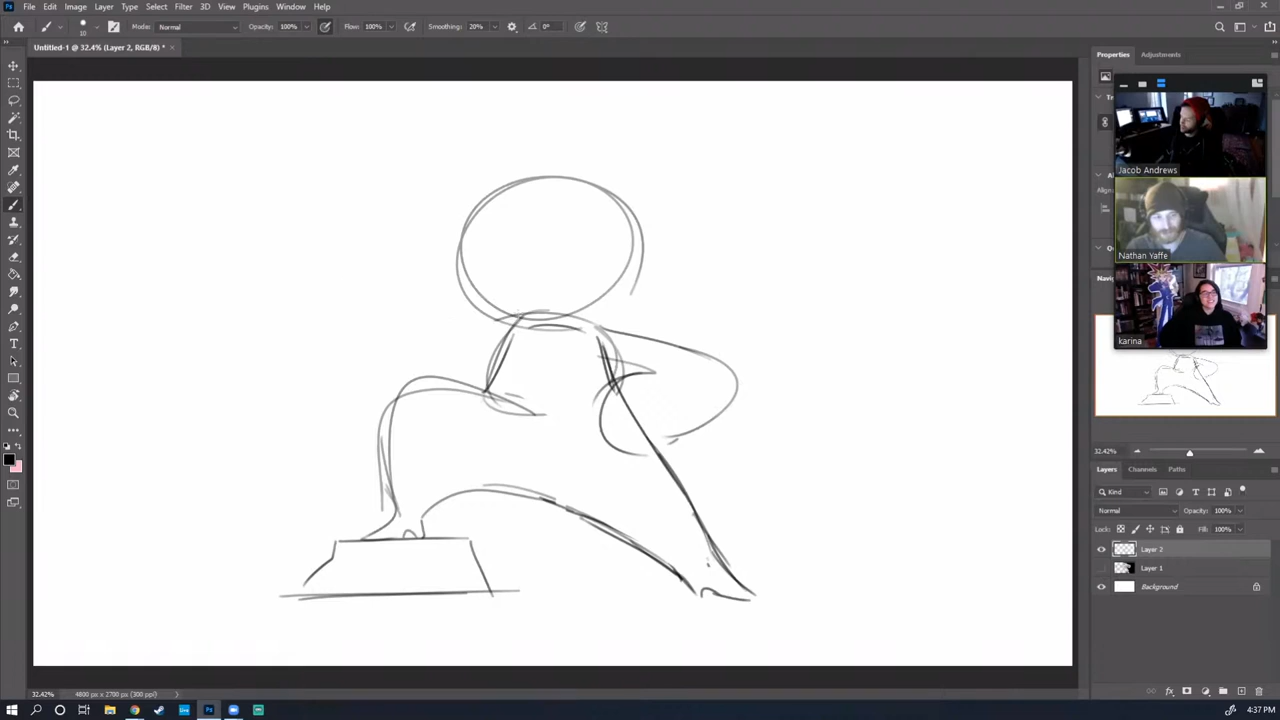 File Edit Image Layer Type Select Filter 3D View Plugins Window Help
10 Mode: Normal Opacity: 100% Flow: 100% Smoothing: 20% 0°
Untitled-1 @ 32.4% (Layer 2, RGB/8) *
Properties Adjustments
Jacob Andrews
Nathan Yaffe
karina
32.42%
Layers Channels Paths
Kind
Normal Opacity: 100%
Lock: Fill: 100%
Layer 2
Layer 1
Background
32.42% 4800 px x 2700 px (300 ppi)
4:37 PM